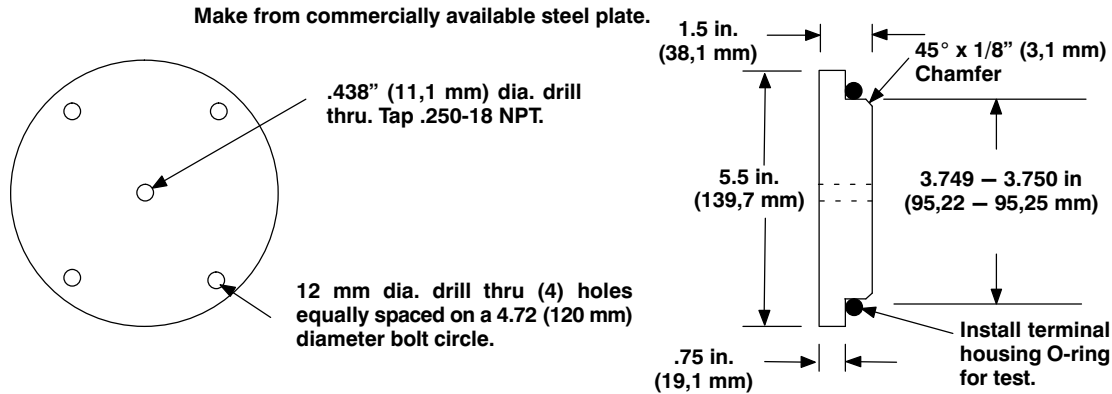 Make from commercially available steel plate.
.438” (11,1 mm) dia. drill
thru. Tap .250-18 NPT.
12 mm dia. drill thru (4) holes
equally spaced on a 4.72 (120 mm)
diameter bolt circle.
1.5 in.
(38,1 mm)
45° x 1/8” (3,1 mm)
Chamfer
5.5 in.
(139,7 mm)
3.749 – 3.750 in
(95,22 – 95,25 mm)
.75 in.
(19,1 mm)
Install terminal
housing O-ring
for test.